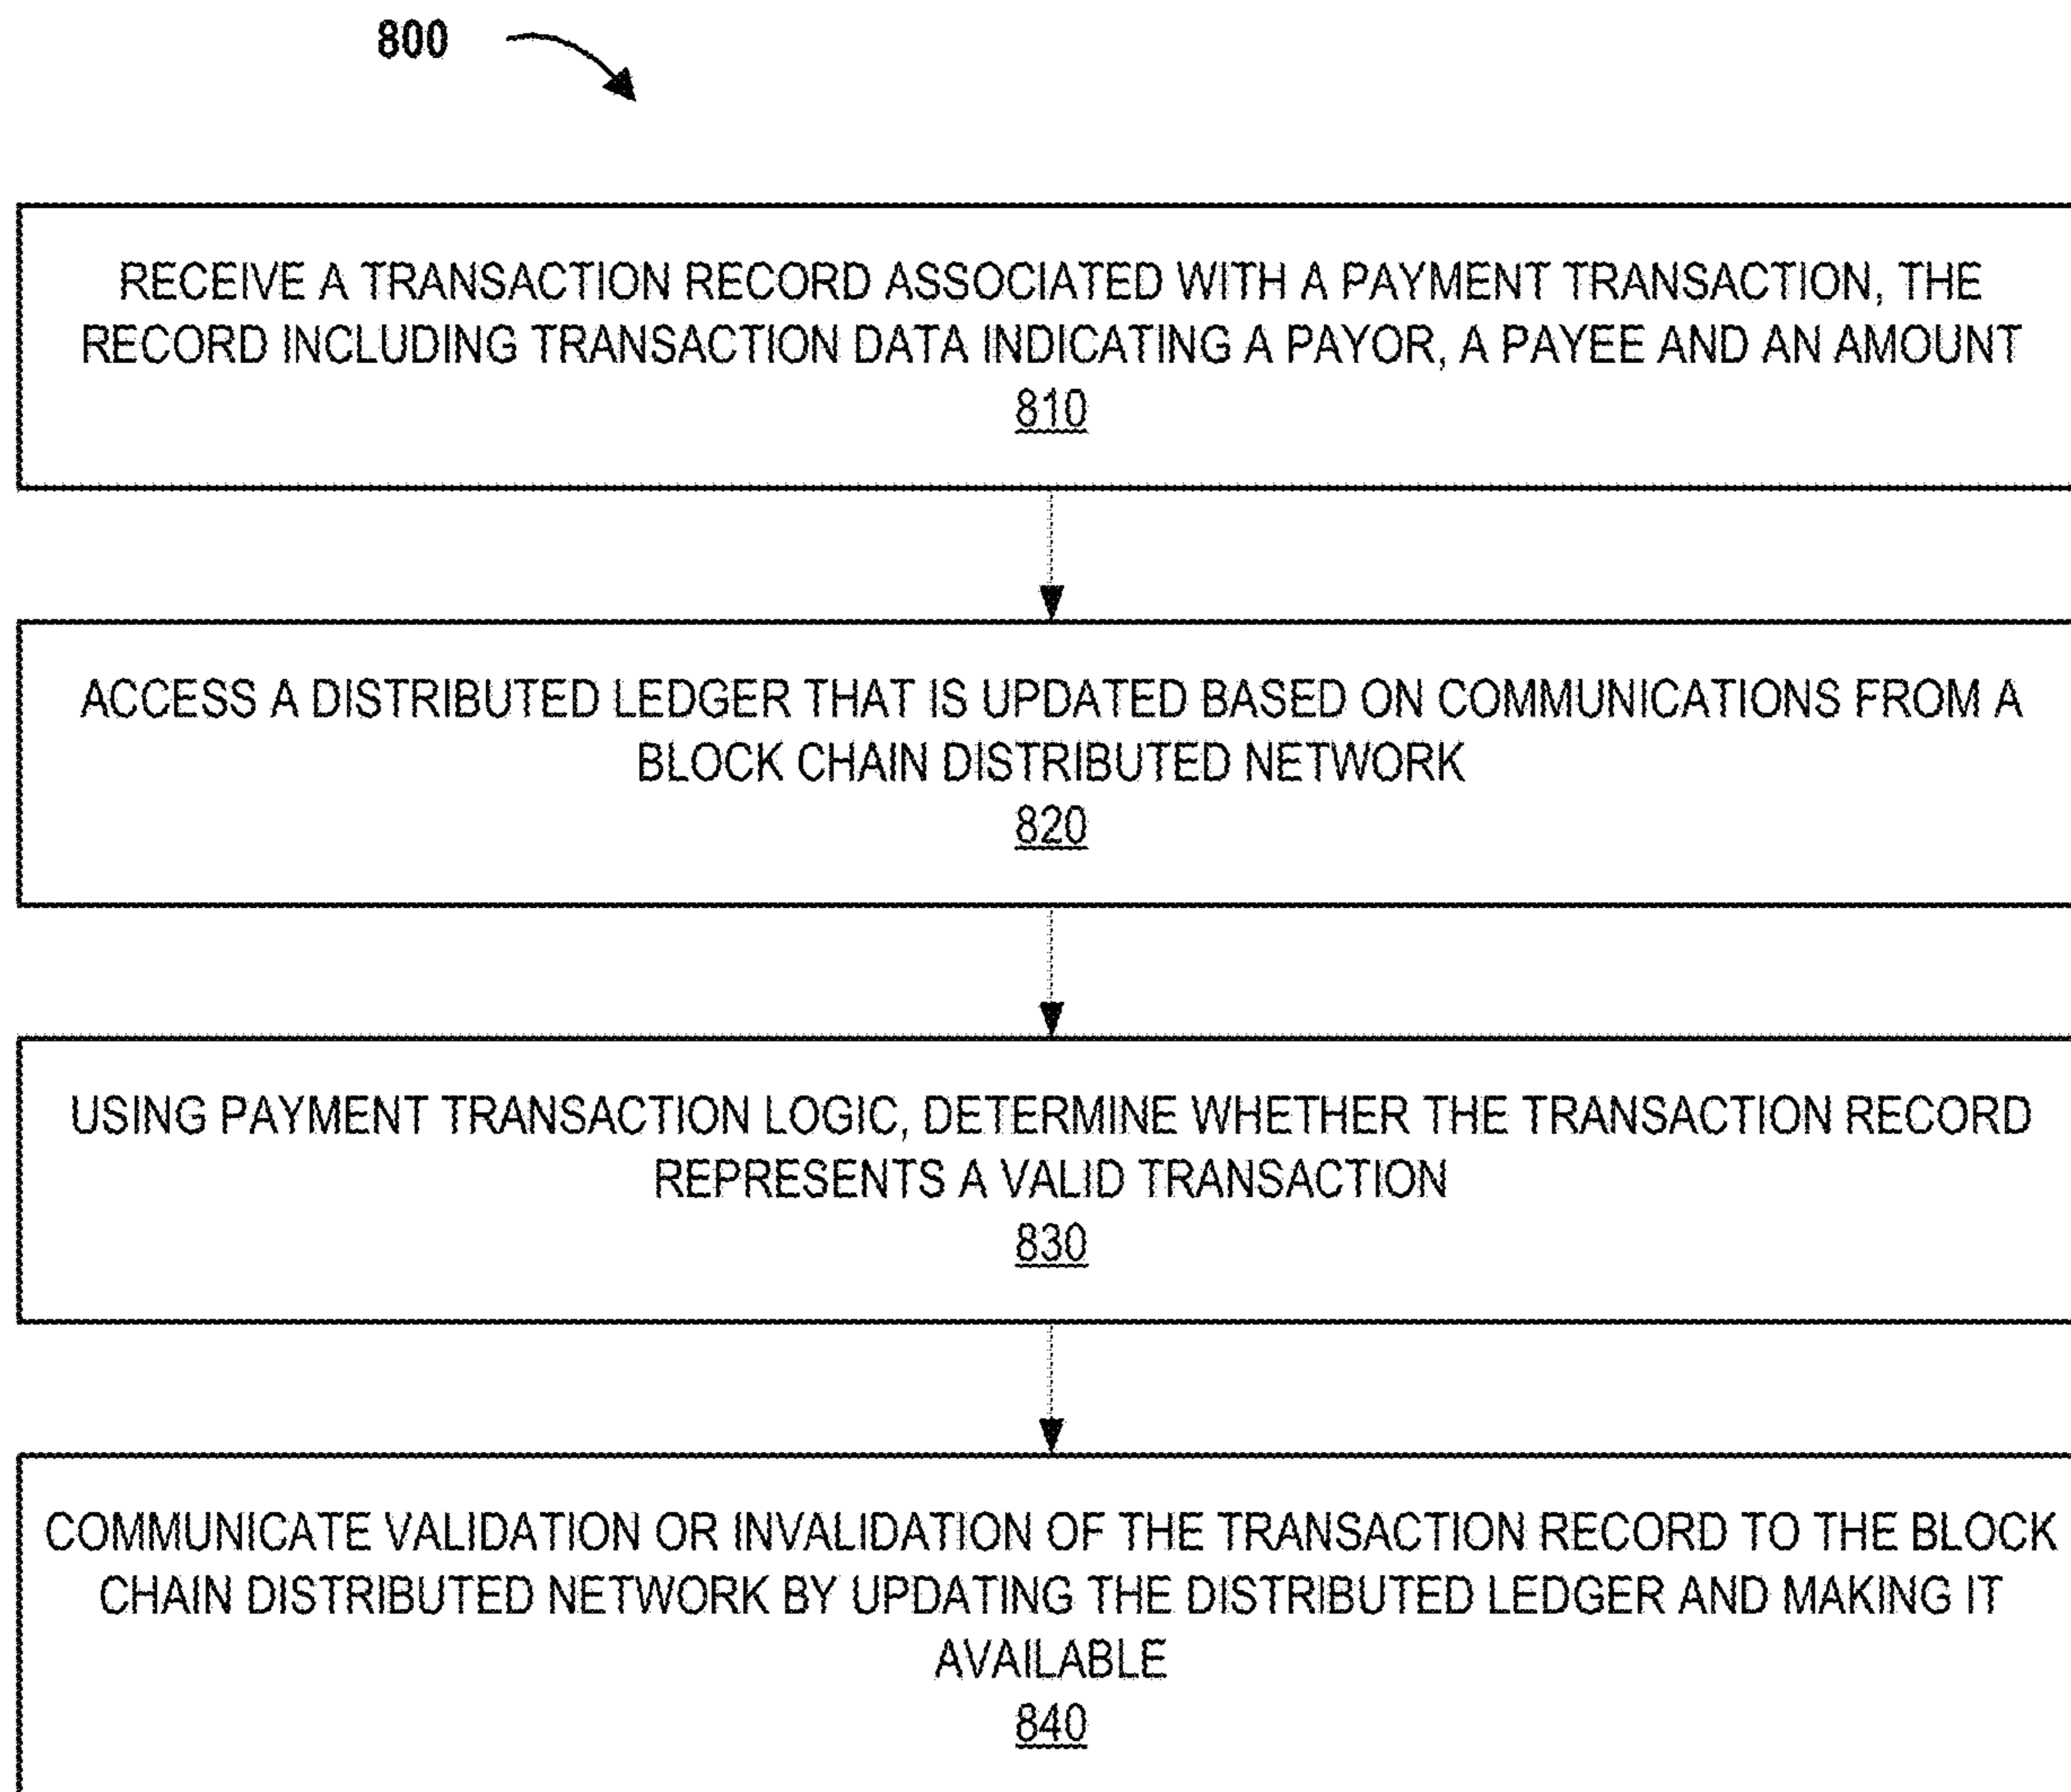 800
RECEIVE A TRANSACTION RECORD ASSOCIATED WITH A PAYMENT TRANSACTION, THE
RECORD INCLUDING TRANSACTION DATA INDICATING A PAYOR, A PAYEE AND AN AMOUNT
810
ACCESS A DISTRIBUTED LEDGER THAT IS UPDATED BASED ON COMMUNICATIONS FROM A
BLOCK CHAIN DISTRIBUTED NETWORK
820
USING PAYMENT TRANSACTION LOGIC, DETERMINE WHETHER THE TRANSACTION RECORD
REPRESENTS A VALID TRANSACTION
830
COMMUNICATE VALIDATION OR INVALIDATION OF THE TRANSACTION RECORD TO THE BLOCK
CHAIN DISTRIBUTED NETWORK BY UPDATING THE DISTRIBUTED LEDGER AND MAKING IT
AVAILABLE
840